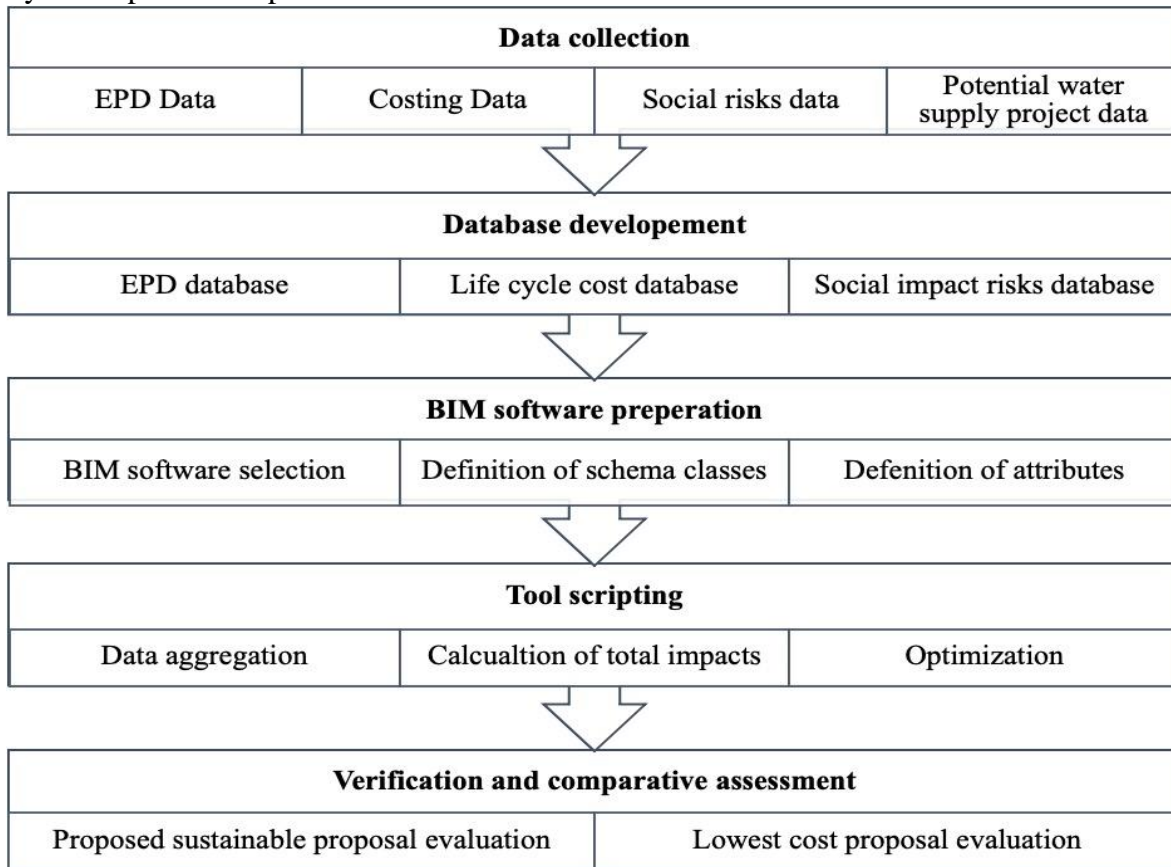 Data collection
EPD Data
Costing Data
Social risks data
Potential water
supply project data
Database developement
EPD database
Life cycle cost database
Social impact risks database
BIM software preperation
BIM software selection
Definition of schema classes
Defenition of attributes
Tool scripting
Data aggregation
Calcualtion of total impacts
Optimization
Verification and comparative assessment
Proposed sustainable proposal evaluation
Lowest cost proposal evaluation